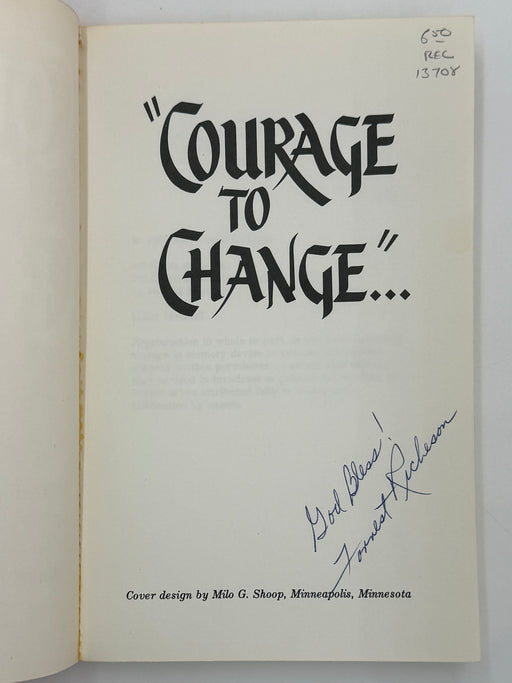 650
REC
13708
"COURAGE
TO
CHANGE"...
God Bless!
Forrest Richeson
Cover design by Milo G. Shoop, Minneapolis, Minnesota